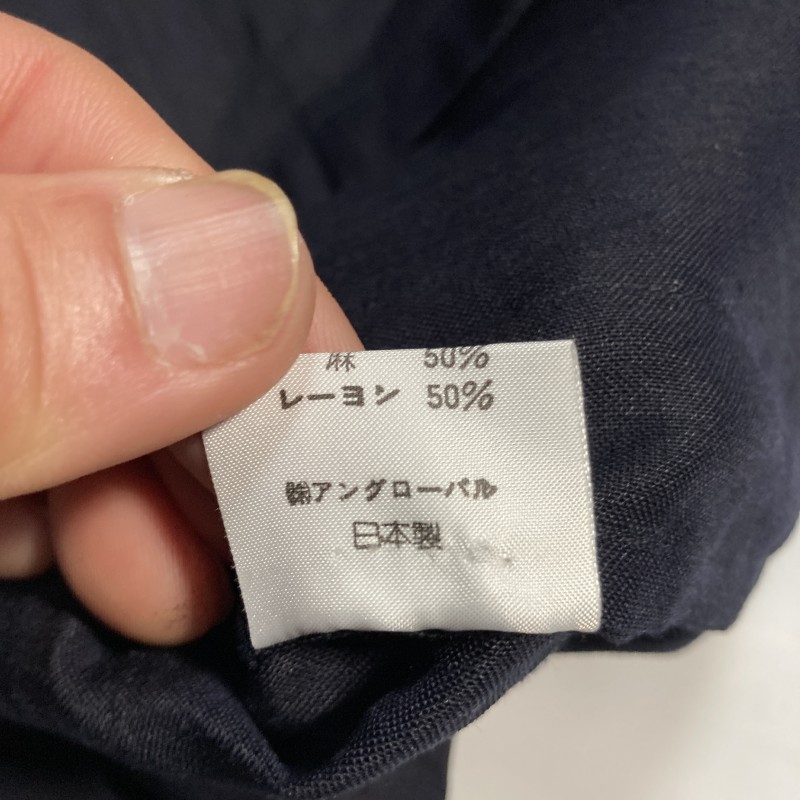 麻 50%
レーヨン 50%
㈱アングローバル
日本製